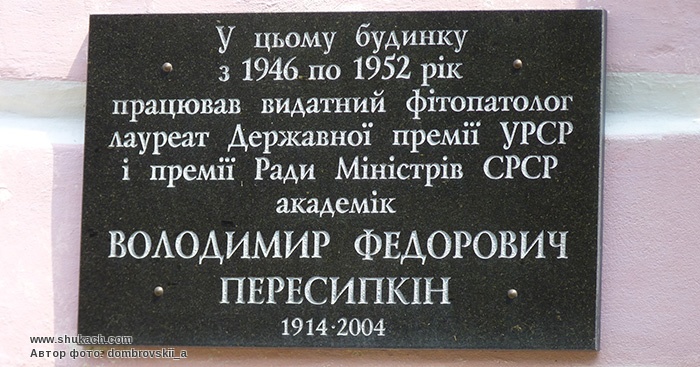 У цьому будинку
з 1946 по 1952 рік
працював видатний фітопатолог
лауреат Державної премії УРСР
і премії Ради Міністрів СРСР
академік
ВОЛОДИМИР ФЕДОРОВИЧ
ПЕРЕСИПКІН
1914-2004
www.shukach.com
Автор фото: dombrovskii_a